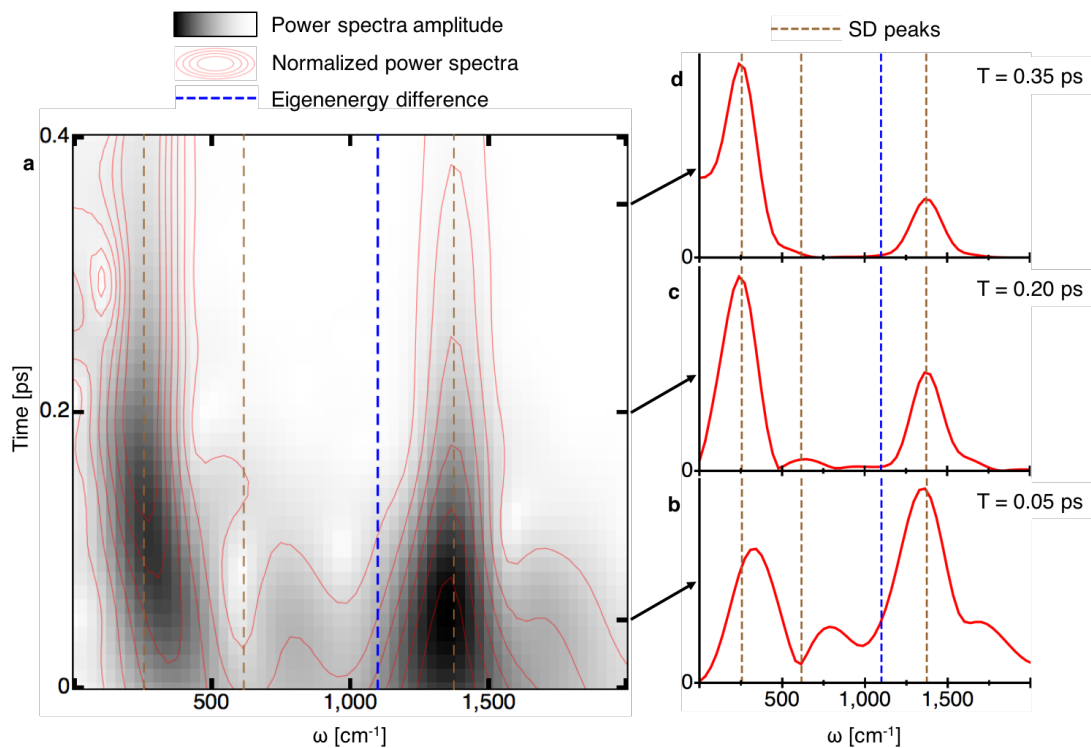 Power spectra amplitude
Normalized power spectra
Eigenenergy difference
SD peaks
a
0.4
0.2
0
Time [ps]
500
1,000
1,500
ω [cm⁻¹]
d
T = 0.35 ps
0
c
T = 0.20 ps
0
b
T = 0.05 ps
0
500
1,000
1,500
ω [cm⁻¹]